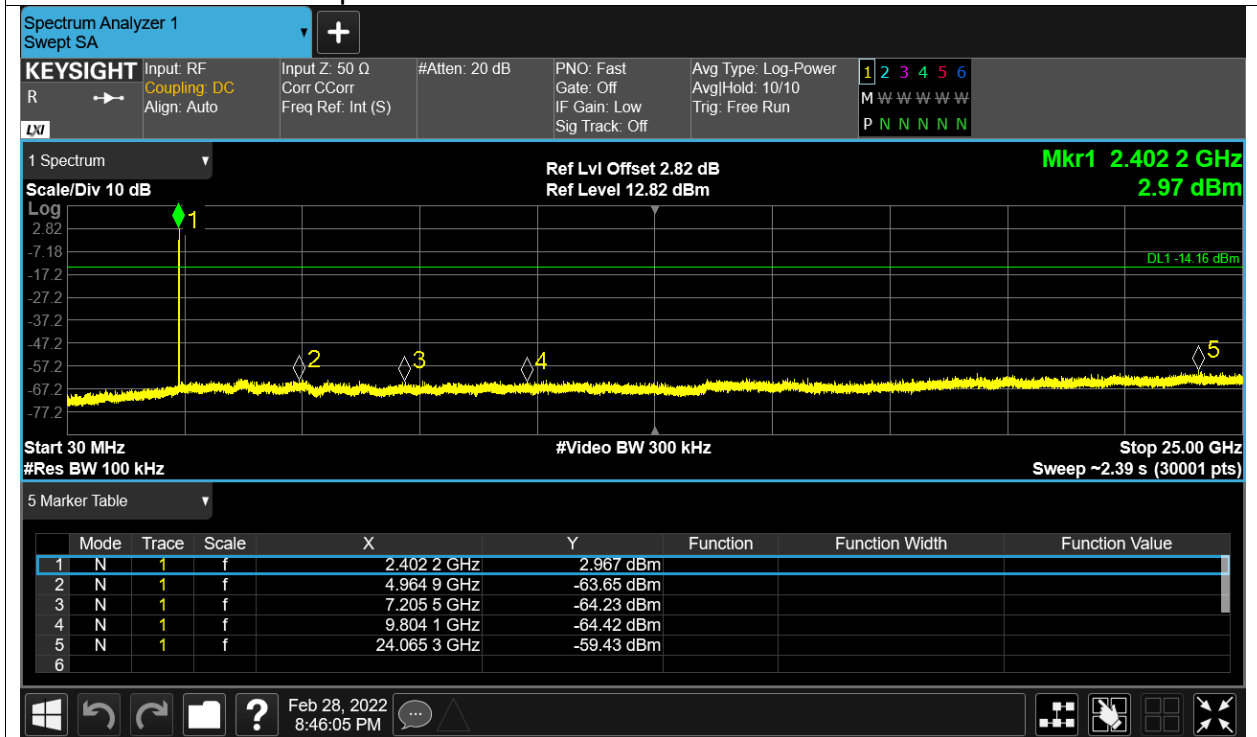 Spectrum Analyzer 1
Swept SA
+
KEYSIGHT Input: RF Input Z: 50 Ω #Atten: 20 dB PNO: Fast Avg Type: Log-Power 1 2 3 4 5 6
R Coupling: DC Corr CCorr Gate: Off Avg|Hold: 10/10 M W W W W W
Align: Auto Freq Ref: Int (S) IF Gain: Low Trig: Free Run
LXI Sig Track: Off P N N N N N
1 Spectrum Ref Lvl Offset 2.82 dB Mkr1 2.402 2 GHz
Scale/Div 10 dB Ref Level 12.82 dBm 2.97 dBm
Log
1
2.82
-7.18
DL1 -14.16 dBm
-17.2
-27.2
-37.2
-47.2
2 3 4 5
-57.2
-67.2
-77.2
Start 30 MHz #Video BW 300 kHz Stop 25.00 GHz
#Res BW 100 kHz Sweep ~2.39 s (30001 pts)
5 Marker Table
Mode Trace Scale X Y Function Function Width Function Value
1 N 1 f 2.402 2 GHz 2.967 dBm
2 N 1 f 4.964 9 GHz -63.65 dBm
3 N 1 f 7.205 5 GHz -64.23 dBm
4 N 1 f 9.804 1 GHz -64.42 dBm
5 N 1 f 24.065 3 GHz -59.43 dBm
6
? Feb 28, 2022
8:46:05 PM